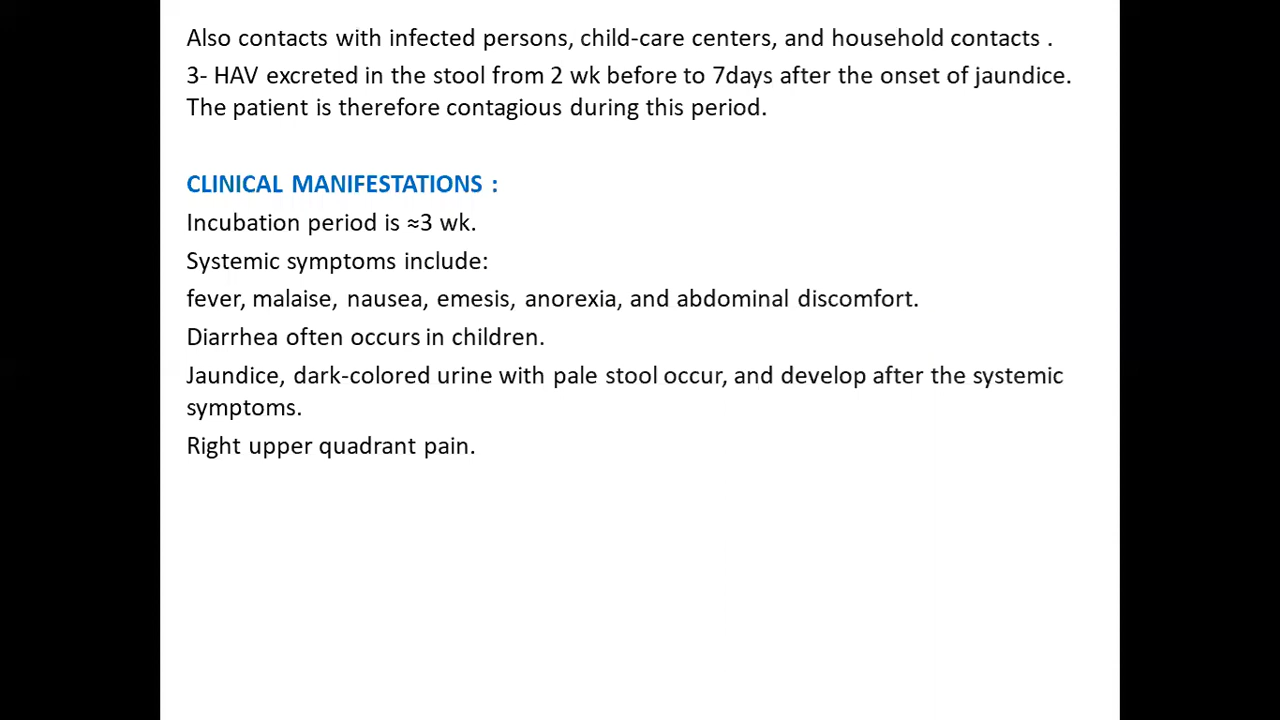 Also contacts with infected persons, child-care centers, and household contacts .
3- HAV excreted in the stool from 2 wk before to 7days after the onset of jaundice.
The patient is therefore contagious during this period.
CLINICAL MANIFESTATIONS :
Incubation period is ≈3 wk.
Systemic symptoms include:
fever, malaise, nausea, emesis, anorexia, and abdominal discomfort.
Diarrhea often occurs in children.
Jaundice, dark-colored urine with pale stool occur, and develop after the systemic
symptoms.
Right upper quadrant pain.